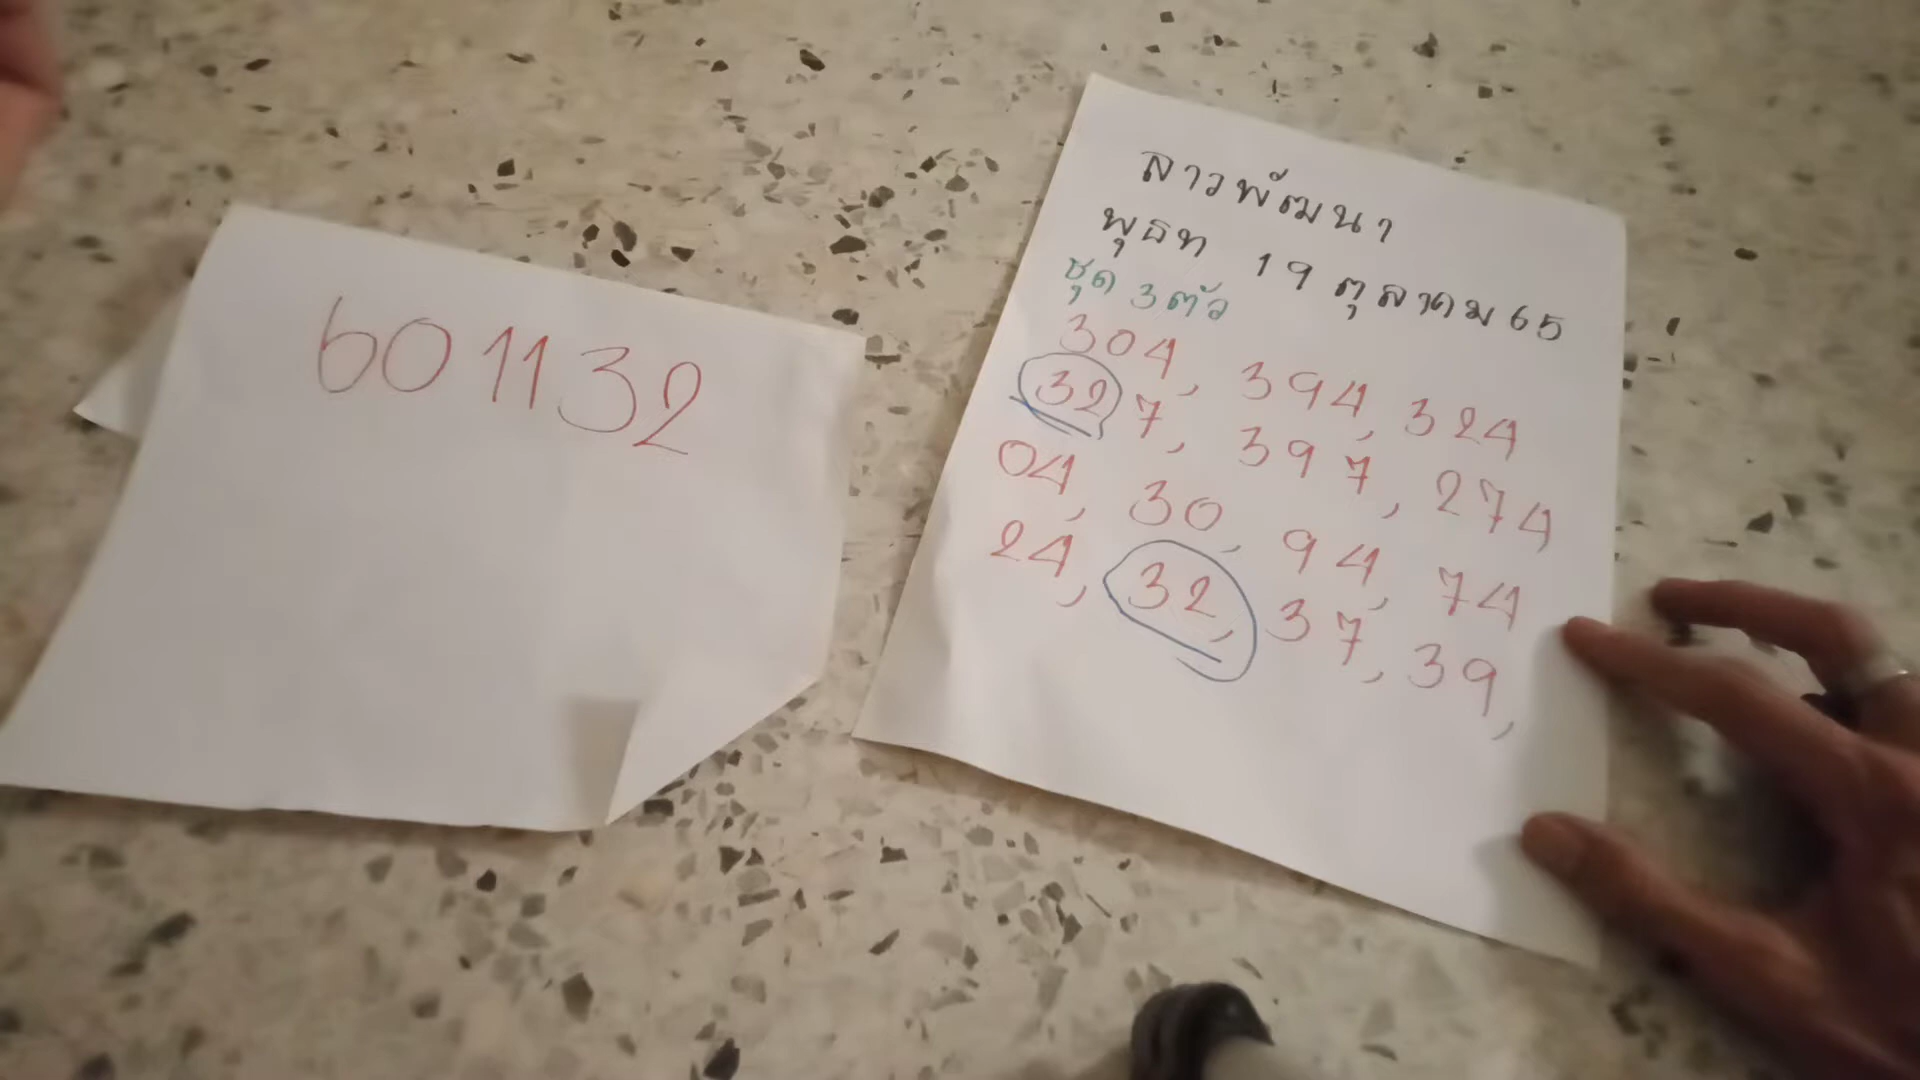 601132
ลาวพัฒนา
พุธท 19 ตุลาคม 65
ชุด 3ตัว
304, 394, 324
327, 397, 274
04, 30, 94, 74
24, 32, 37, 39,